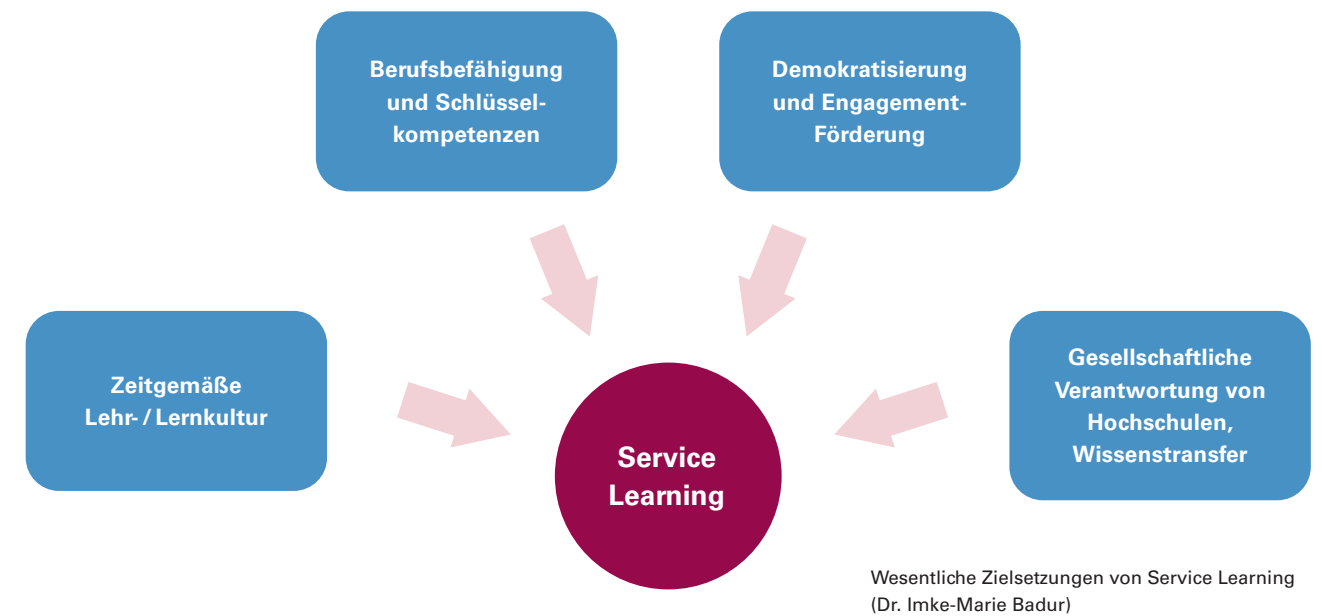 Berufsbefähigung
und Schlüssel-
kompetenzen
Demokratisierung
und Engagement-
Förderung
Zeitgemäße
Lehr- / Lernkultur
Gesellschaftliche
Verantwortung von
Hochschulen,
Wissenstransfer
Service
Learning
Wesentliche Zielsetzungen von Service Learning
(Dr. Imke-Marie Badur)